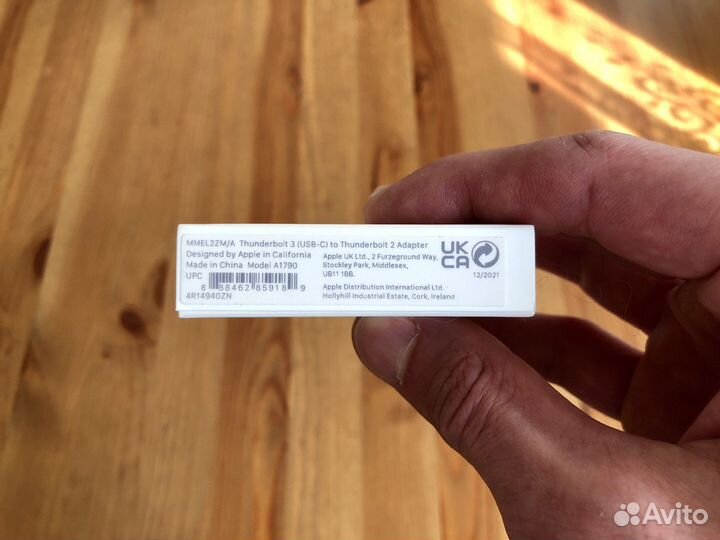 MMEL2ZM/A Thunderbolt 3 (USB-C) to Thunderbolt 2 Adapter
Designed by Apple in California
Made in China Model A1790
UPC
8 88462 85918 9
4R14940ZN
Apple UK Ltd., 2 Furzeground Way,
Stockley Park, Middlesex,
UB11 1BB.
Apple Distribution International Ltd.
Hollyhill Industrial Estate, Cork, Ireland
UK
CA
12/2021
Avito